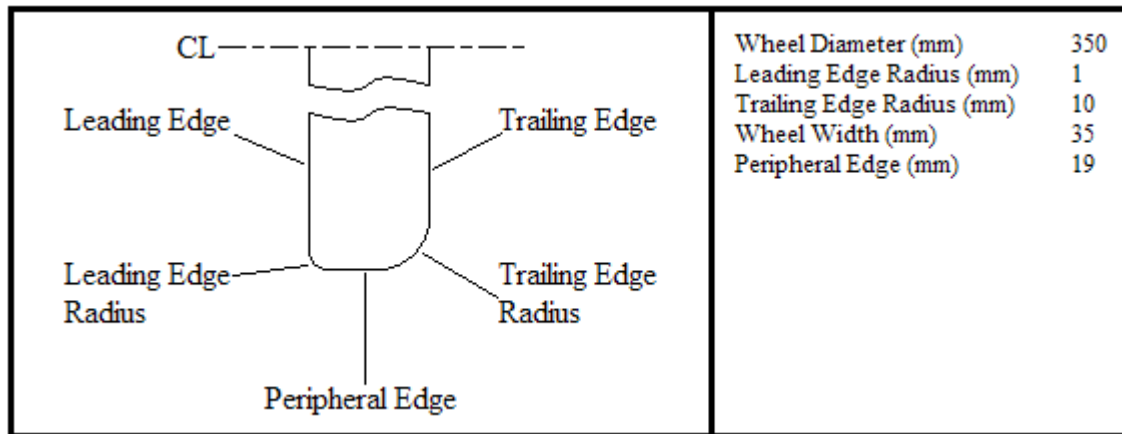 CL
Leading Edge
Trailing Edge
Leading Edge
Radius
Trailing Edge
Radius
Peripheral Edge
Wheel Diameter (mm) 350
Leading Edge Radius (mm) 1
Trailing Edge Radius (mm) 10
Wheel Width (mm) 35
Peripheral Edge (mm) 19